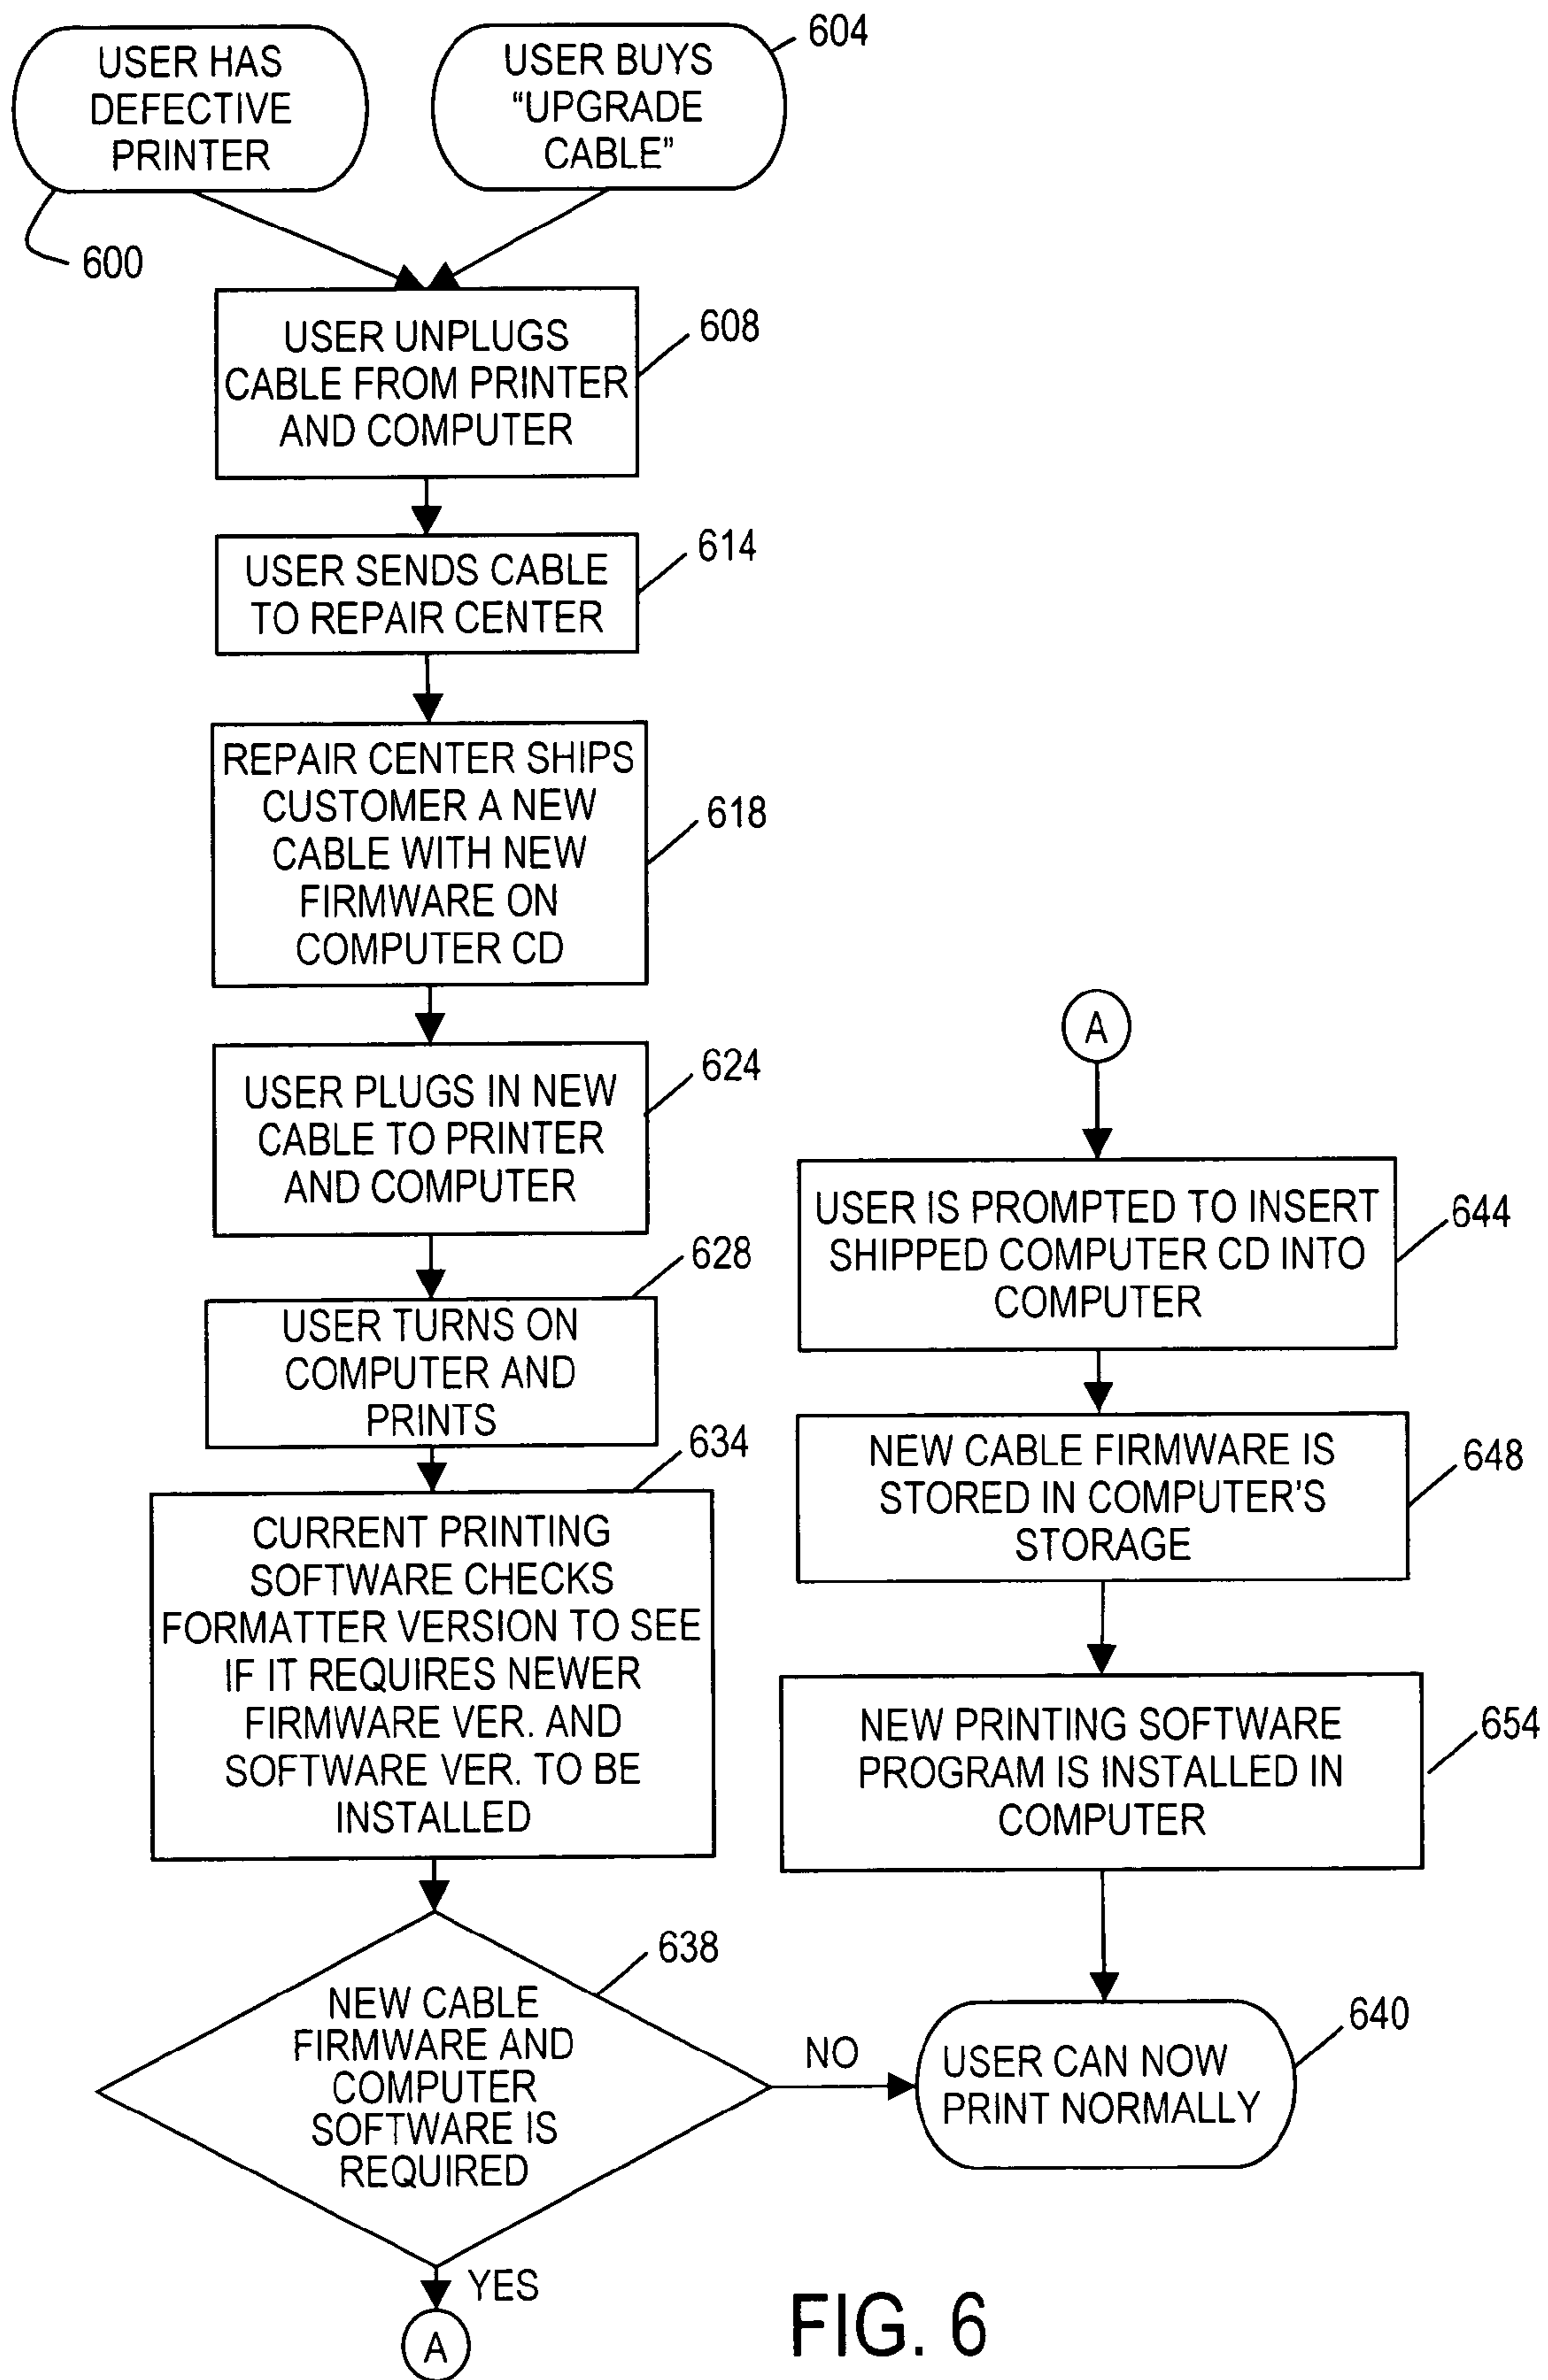 USER HAS
DEFECTIVE
PRINTER
600
USER BUYS
“UPGRADE
CABLE”
604
USER UNPLUGS
CABLE FROM PRINTER
AND COMPUTER
608
USER SENDS CABLE
TO REPAIR CENTER
614
REPAIR CENTER SHIPS
CUSTOMER A NEW
CABLE WITH NEW
FIRMWARE ON
COMPUTER CD
618
USER PLUGS IN NEW
CABLE TO PRINTER
AND COMPUTER
624
USER TURNS ON
COMPUTER AND
PRINTS
628
CURRENT PRINTING
SOFTWARE CHECKS
FORMATTER VERSION TO SEE
IF IT REQUIRES NEWER
FIRMWARE VER. AND
SOFTWARE VER. TO BE
INSTALLED
634
NEW CABLE
FIRMWARE AND
COMPUTER
SOFTWARE IS
REQUIRED
638
NO
YES
A
A
USER IS PROMPTED TO INSERT
SHIPPED COMPUTER CD INTO
COMPUTER
644
NEW CABLE FIRMWARE IS
STORED IN COMPUTER’S
STORAGE
648
NEW PRINTING SOFTWARE
PROGRAM IS INSTALLED IN
COMPUTER
654
USER CAN NOW
PRINT NORMALLY
640
FIG. 6